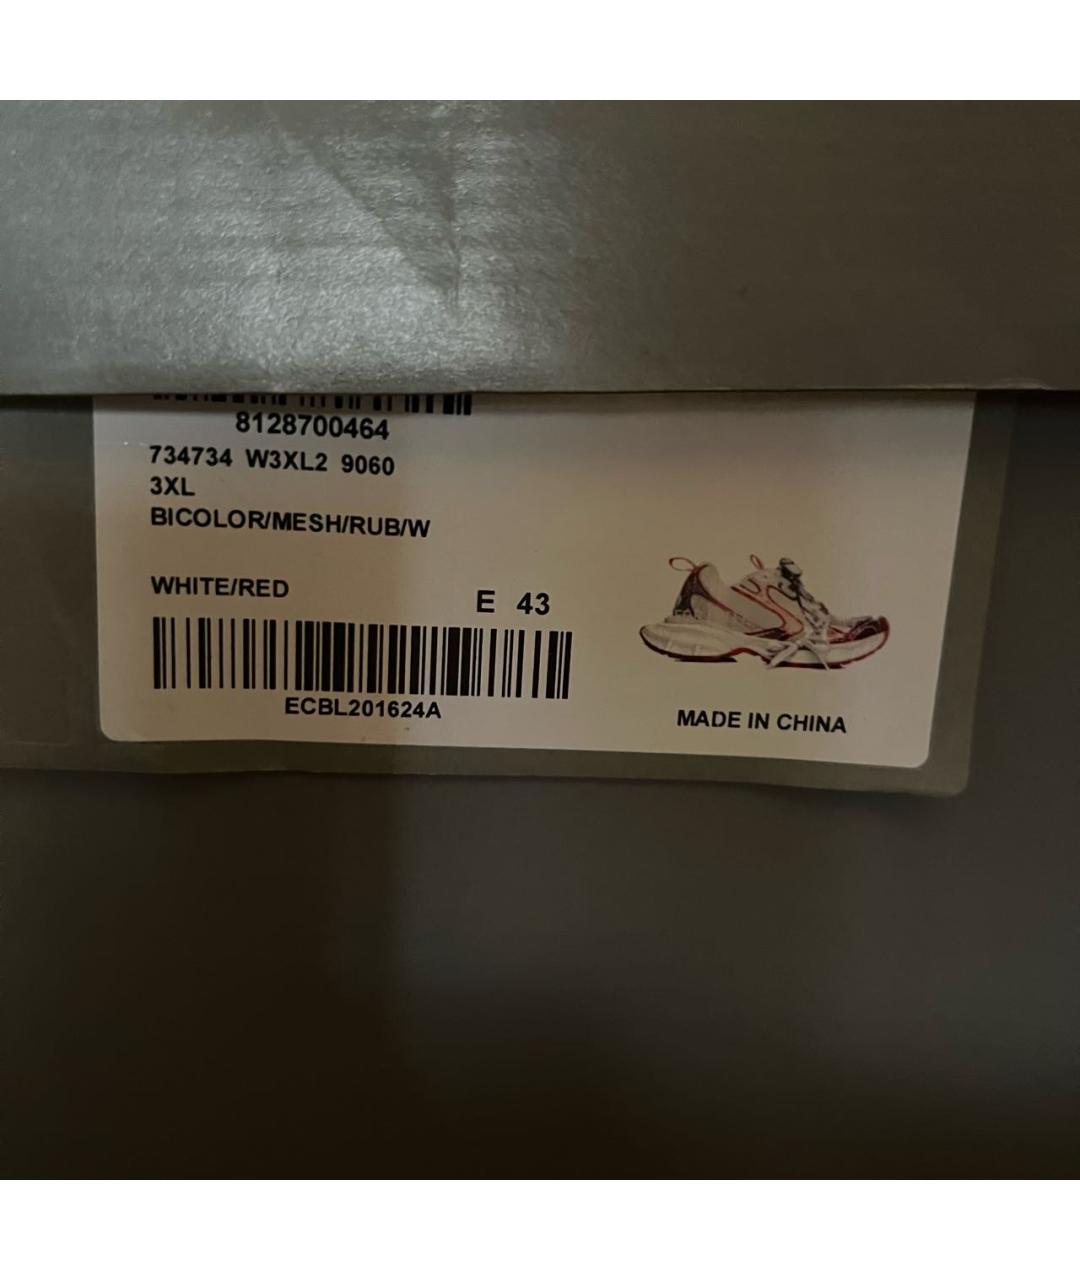 8128700464
734734 W3XL2 9060
3XL
BICOLOR/MESH/RUB/W
WHITE/RED
E 43
ECBL201624A
MADE IN CHINA